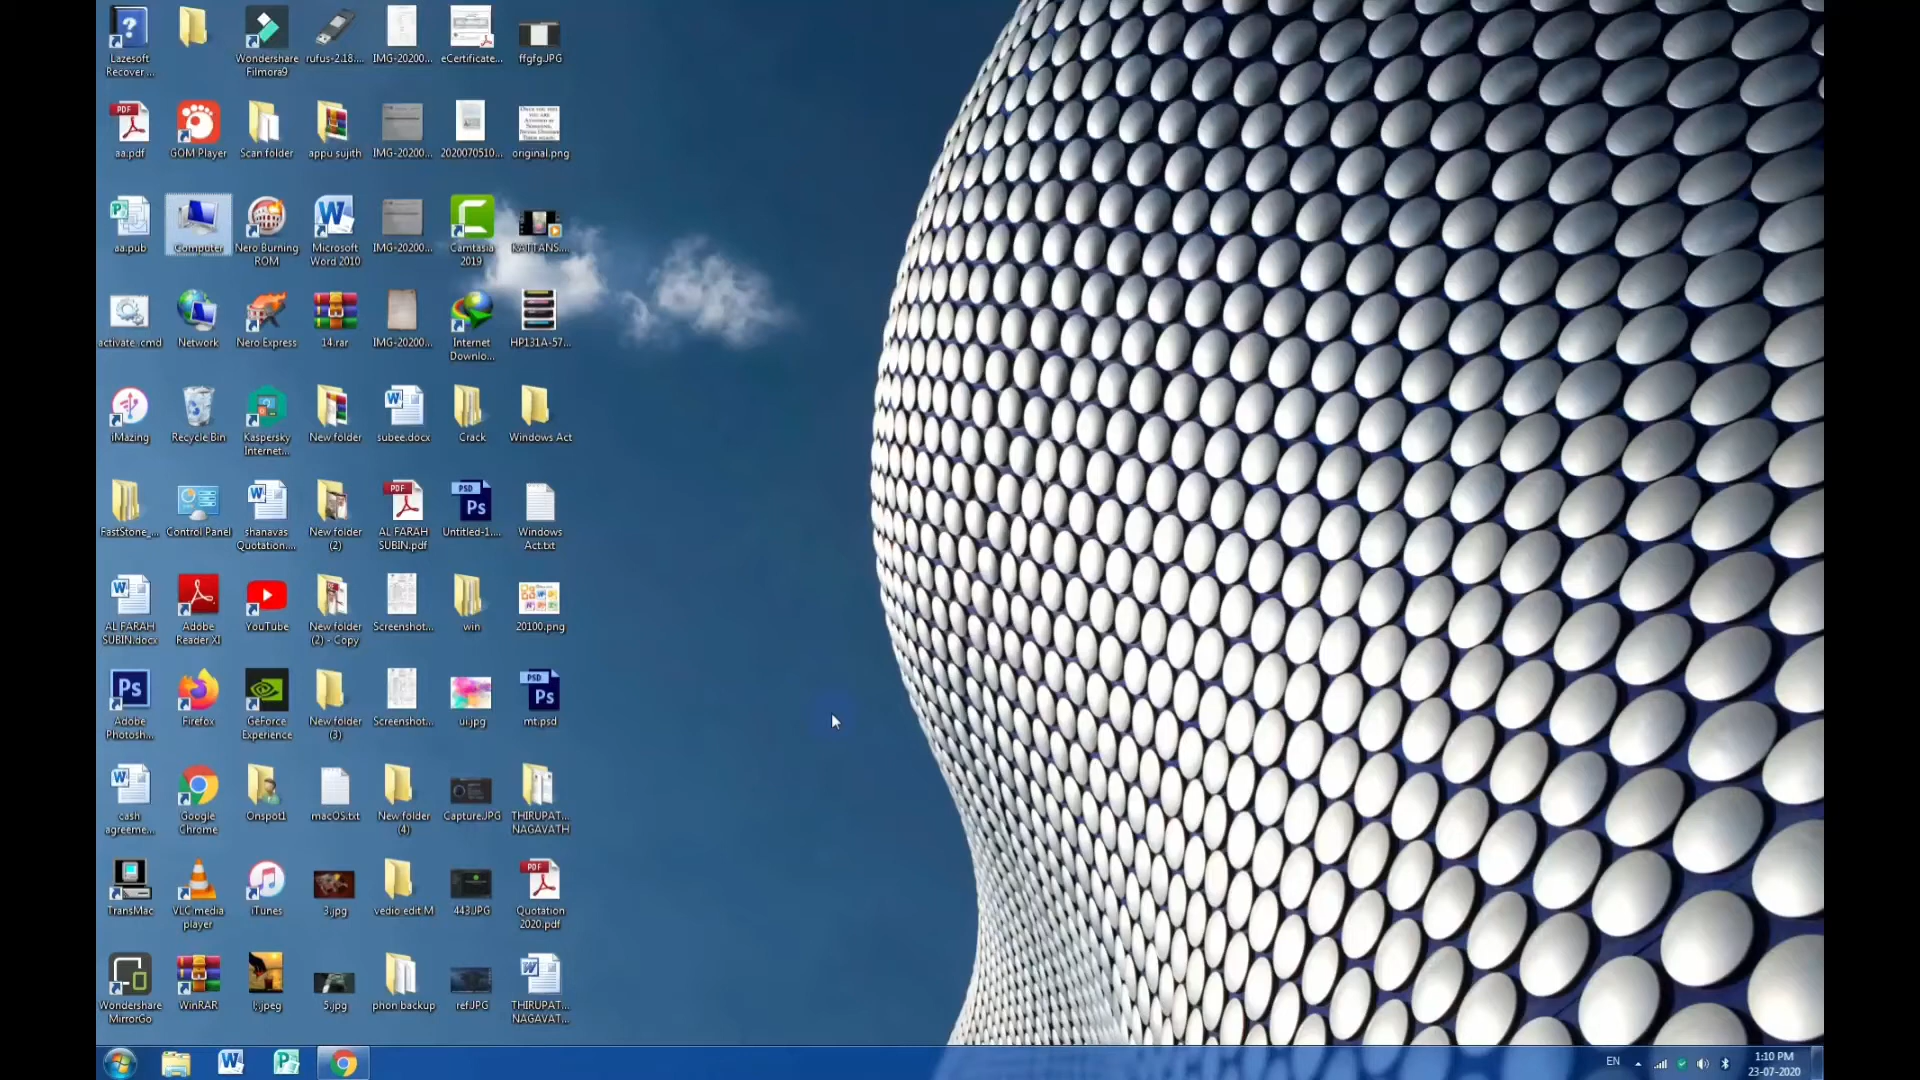 Lazesoft
Recover ...
Wondershare
Filmora9
rufus-2.18....
IMG-20200...
eCertificate...
ffgfg.JPG
aa.pdf
GOM Player
Scan folder
appu sujith
IMG-20200...
2020070510...
original.png
aa.pub
Computer
Nero Burning
ROM
Microsoft
Word 2010
IMG-20200...
Camtasia
2019
KATTANS....
activate .cmd
Network
Nero Express
14.rar
IMG-20200...
Internet
Downlo...
HP131A-57...
iMazing
Recycle Bin
Kaspersky
Internet...
New folder
subee.docx
Crack
Windows Act
FastStone_...
Control Panel
shanavas
Quotation....
New folder
(2)
AL FARAH
SUBIN.pdf
Untitled-1....
Windows
Act.txt
AL FARAH
SUBIN.docx
Adobe
Reader XI
YouTube
New folder
(2) - Copy
Screenshot...
win
20100.png
Adobe
Photosh...
Firefox
GeForce
Experience
New folder
(3)
Screenshot...
ui.jpg
mt.psd
cash
agreeme...
Google
Chrome
Onspot1
macOS.txt
New folder
(4)
Capture.JPG
THIRUPAT...
NAGAVATH
TransMac
VLC media
player
iTunes
3.jpg
vedio edit M
443.JPG
Quotation
2020.pdf
Wondershare
MirrorGo
WinRAR
5.jpg
phon backup
ref.JPG
THIRUPAT...
NAGAVAT...
EN
1:10 PM
23-07-2020